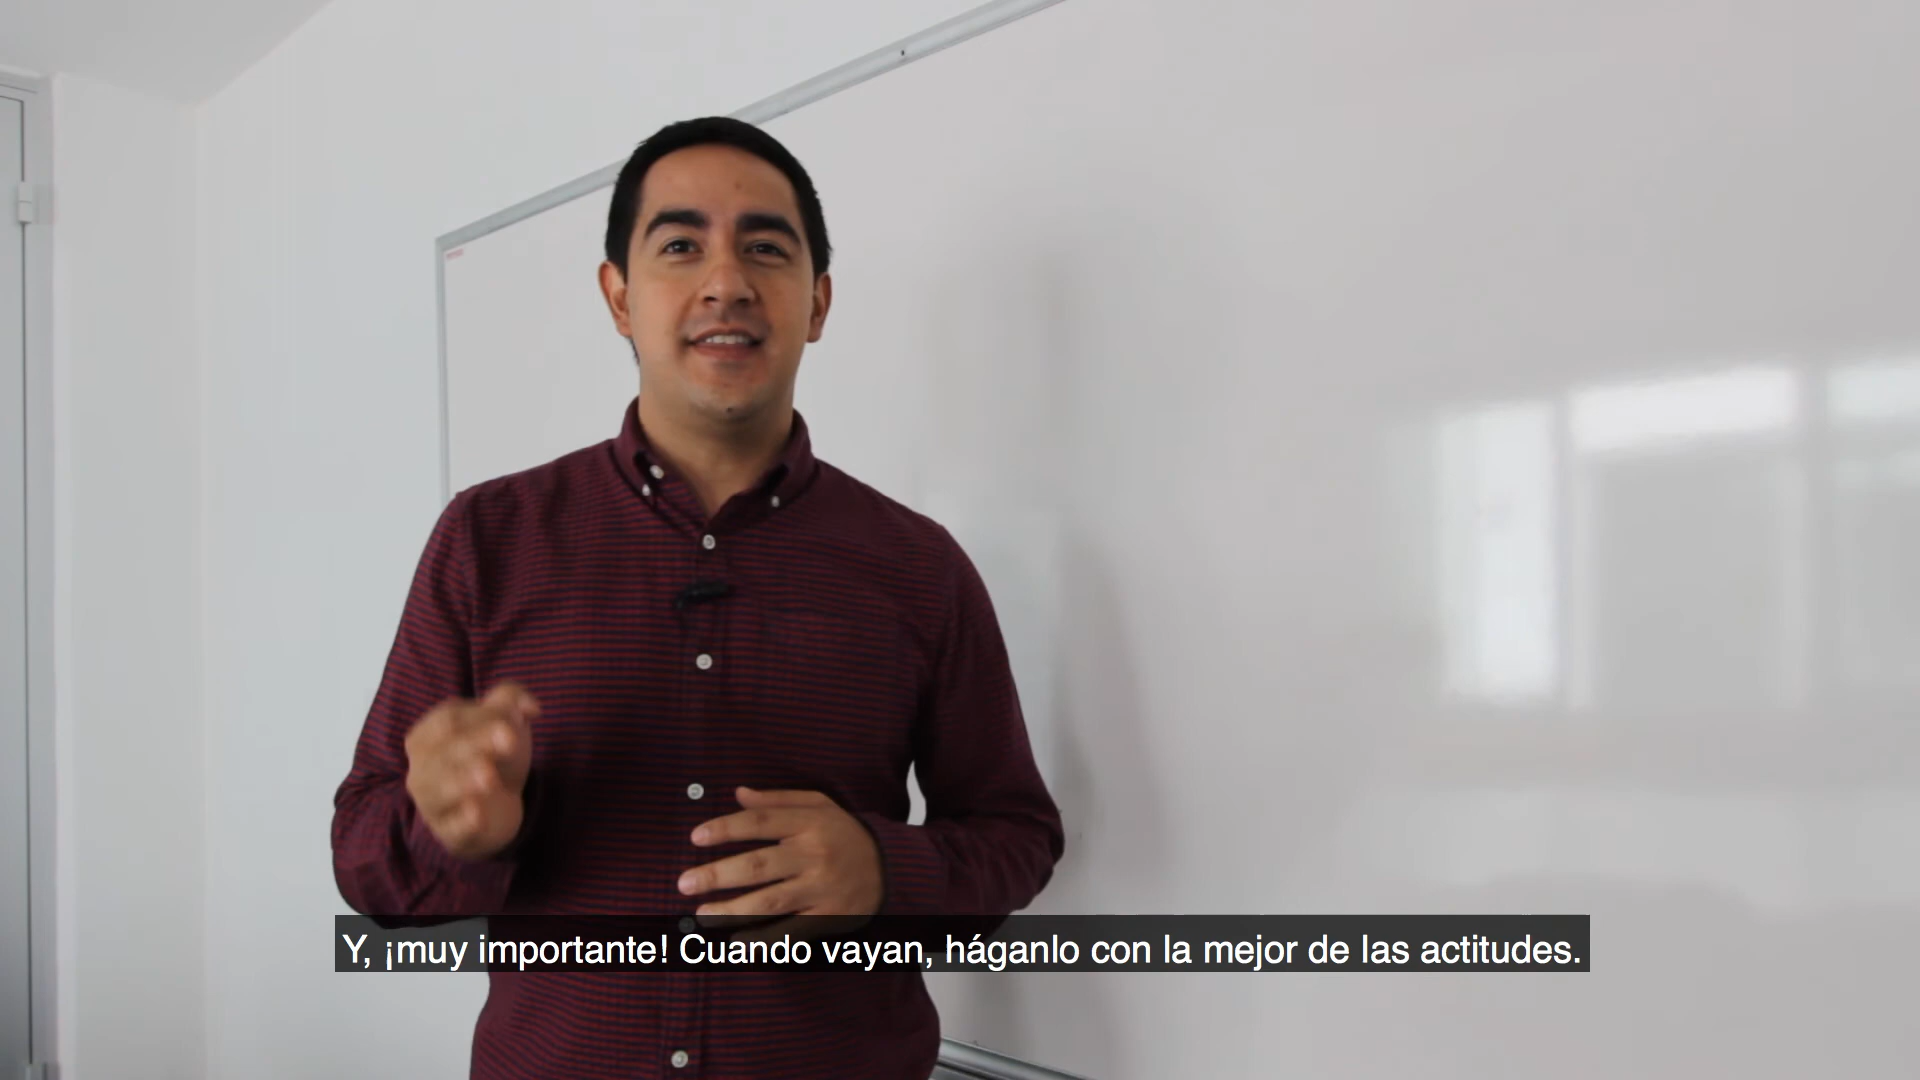 Y, ¡muy importante! Cuando vayan, háganlo con la mejor de las actitudes.